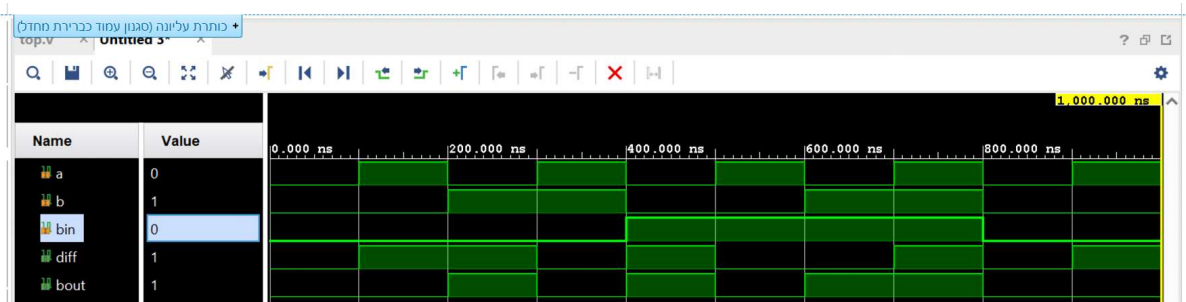 + כותרת עליונה (סגנון עמוד כברירת מחדל)
top.v × Untitled 3* ×
?
1,000.000 ns
Name Value
0.000 ns 200.000 ns 400.000 ns 600.000 ns 800.000 ns
a 0
b 1
bin 0
diff 1
bout 1